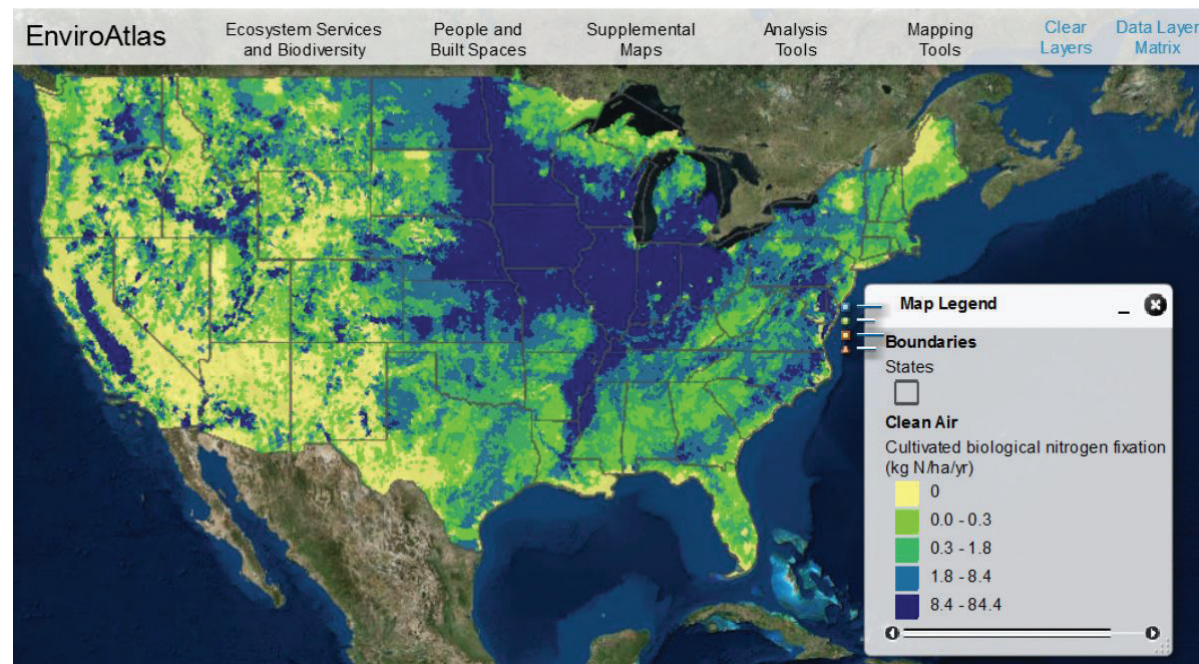 EnviroAtlas
Ecosystem Services
and Biodiversity
People and
Built Spaces
Supplemental
Maps
Analysis
Tools
Mapping
Tools
Clear
Layers
Data Layer
Matrix
Map Legend
Boundaries
States
Clean Air
Cultivated biological nitrogen fixation
(kg N/ha/yr)
0
0.0 - 0.3
0.3 - 1.8
1.8 - 8.4
8.4 - 84.4